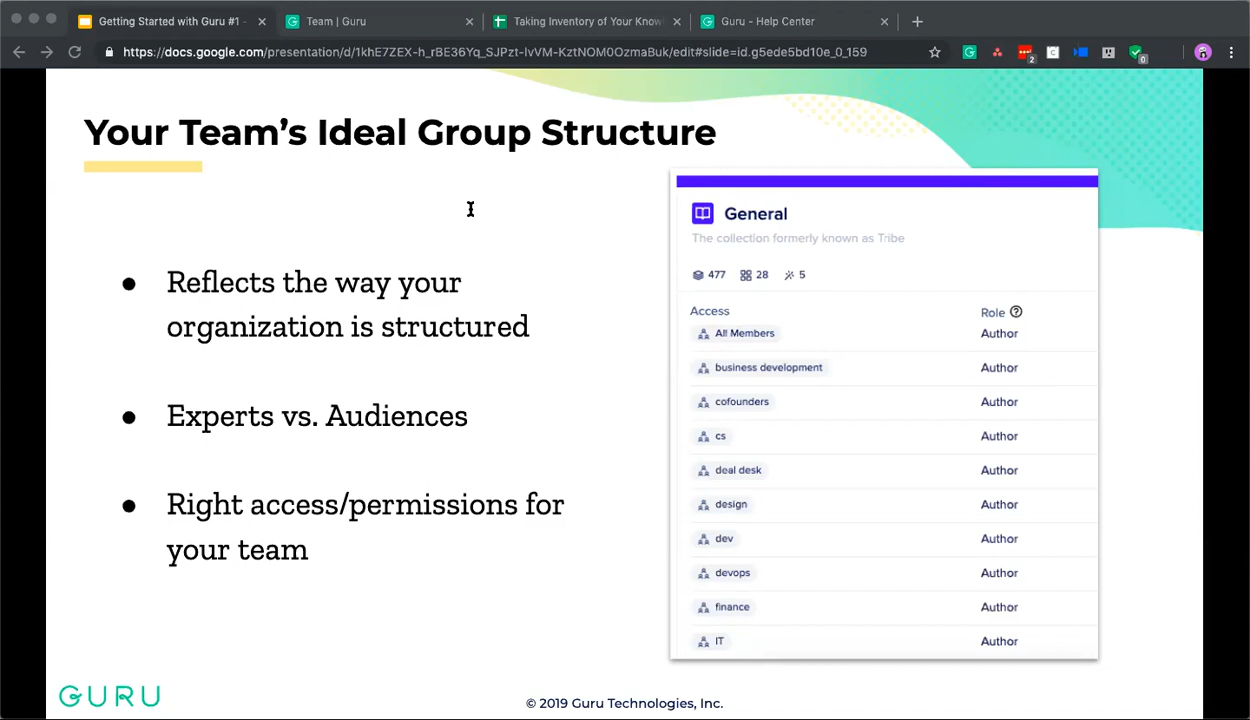 Getting Started with Guru #1 -
Team | Guru
Taking Inventory of Your Know
Guru - Help Center
https://docs.google.com/presentation/d/1khE7ZEX-h_rBE36Yq_SJPzt-lvVM-KztNOM0OzmaBuk/edit#slide=id.g5ede5bd10e_0_159
2
0
Your Team's Ideal Group Structure
● Reflects the way your
organization is structured
● Experts vs. Audiences
● Right access/permissions for
your team
General
The collection formerly known as Tribe
477 28 5
Access Role ?
All Members Author
business development Author
cofounders Author
cs Author
deal desk Author
design Author
dev Author
devops Author
finance Author
IT Author
GURU
© 2019 Guru Technologies, Inc.